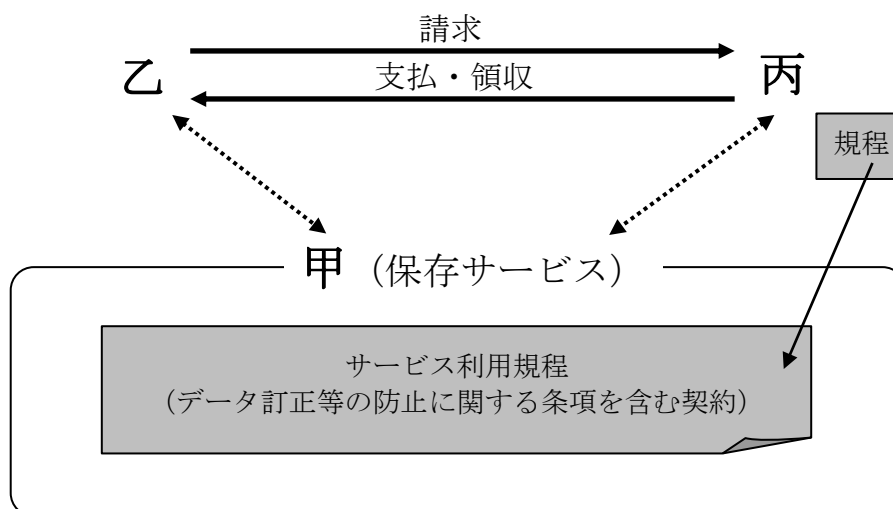 請求
乙
支払・領収
丙
規程
甲（保存サービス）
サービス利用規程
（データ訂正等の防止に関する条項を含む契約）